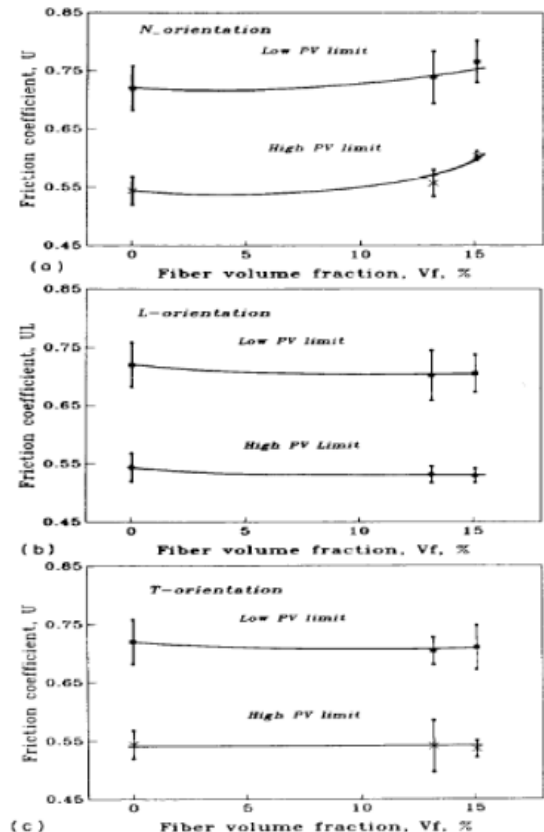 0.85
N_orientation
Low PV limit
0.75
0.65
High PV limit
0.55
0.45
0 5 10 15
Friction coefficient, U
(a) Fiber volume fraction, Vf, %
0.85
L-orientation
Low PV limit
0.75
0.65
High PV Limit
0.55
0.45
0 5 10 15
Friction coefficient, UL
(b) Fiber volume fraction, Vf, %
0.85
T-orientation
Low PV limit
0.75
0.65
High PV limit
0.55
0.45
0 5 10 15
Friction coefficient, U
(c) Fiber volume fraction, Vf, %